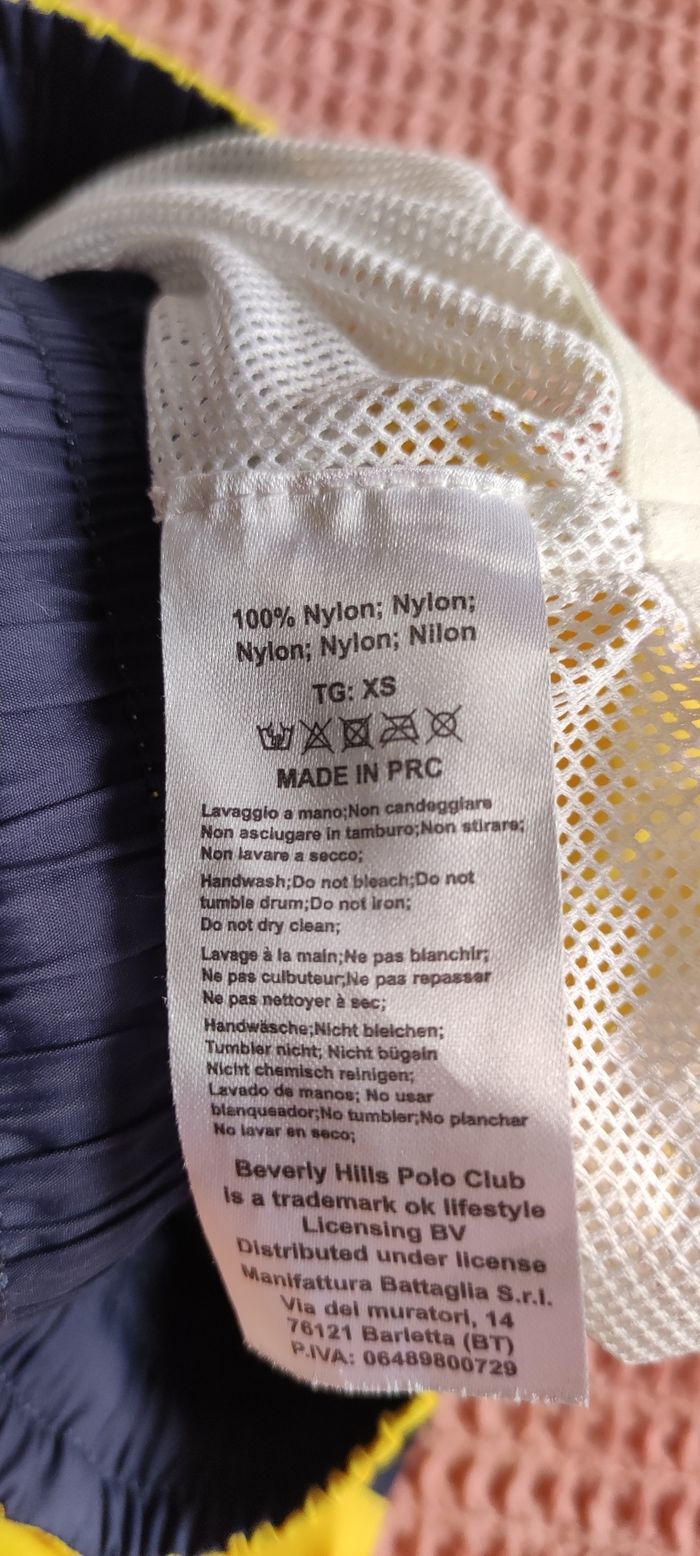 100% Nylon; Nylon;
Nylon; Nylon; Nilon
TG: XS
MADE IN PRC
Lavaggio a mano;Non candeggiare
Non asciugare in tamburo;Non stirare;
Non lavare a secco;
Handwash;Do not bleach;Do not
tumble drum;Do not iron;
Do not dry clean;
Lavage à la main;Ne pas blanchir;
Ne pas culbuteur;Ne pas repasser
Ne pas nettoyer à sec;
Handwäsche;Nicht bleichen;
Tumbler nicht; Nicht bügeln
Nicht chemisch reinigen;
Lavado de manos; No usar
blanqueador;No tumbler;No planchar
No lavar en seco;
Beverly Hills Polo Club
is a trademark ok lifestyle
Licensing BV
Distributed under license
Manifattura Battaglia S.r.l.
Via dei muratori, 14
76121 Barletta (BT)
P.IVA: 06489800729